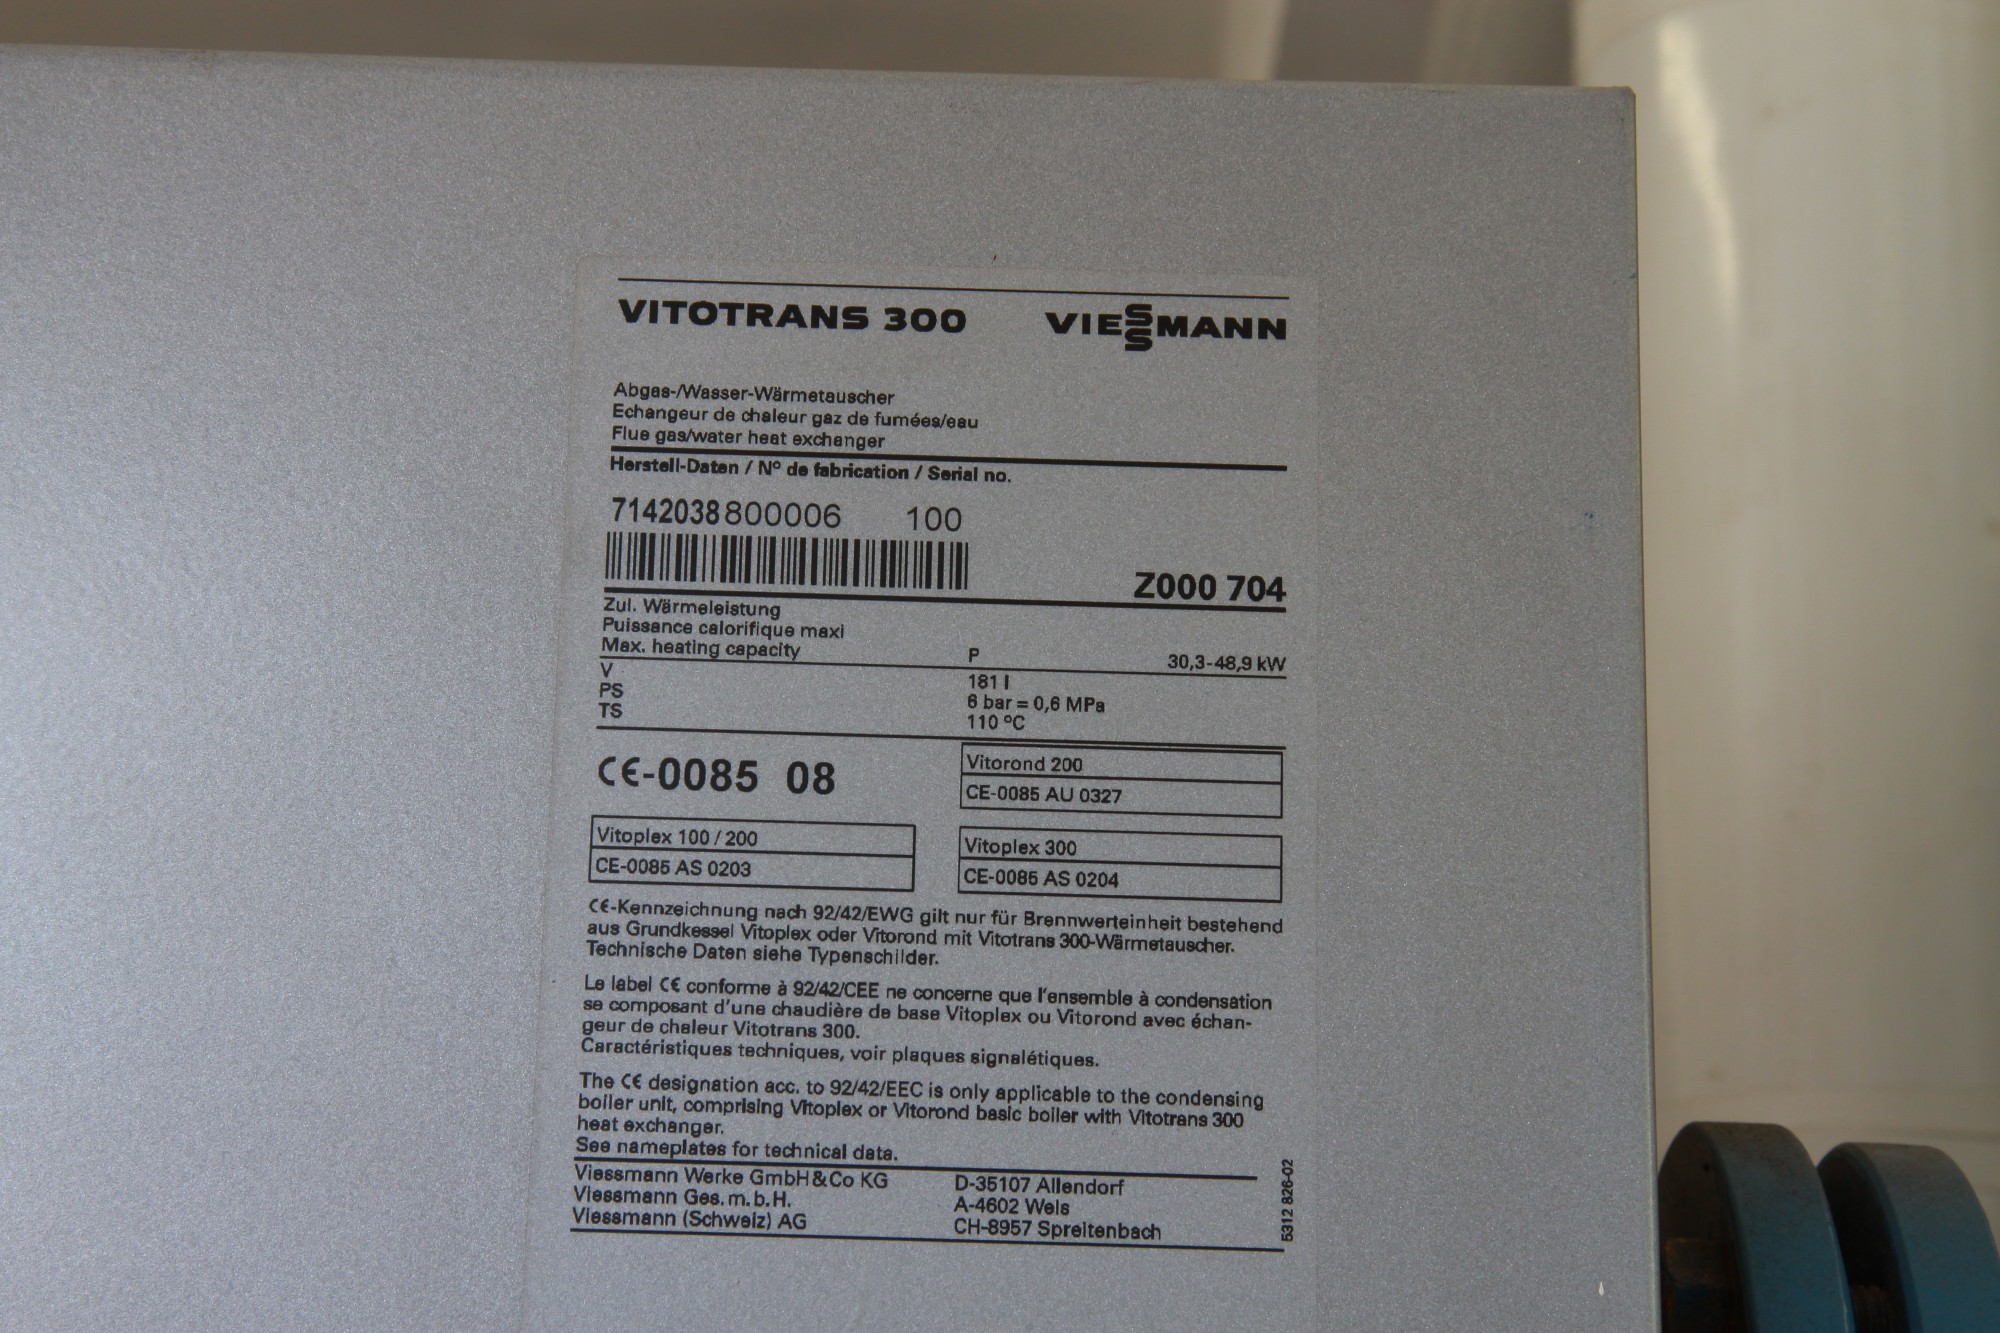 VITOTRANS 300 VIESSMANN
Abgas-/Wasser-Wärmetauscher
Echangeur de chaleur gaz de fumées/eau
Flue gas/water heat exchanger
Herstell-Daten / Nº de fabrication / Serial no.
7142038800006 100
Z000 704
Zul. Wärmeleistung
Puissance calorifique maxi
Max. heating capacity P 30,3-48,9 kW
V 181 l
PS 6 bar = 0,6 MPa
TS 110 ºC
CE-0085 08
Vitorond 200
CE-0085 AU 0327
Vitoplex 100 / 200
CE-0085 AS 0203
Vitoplex 300
CE-0085 AS 0204
CE-Kennzeichnung nach 92/42/EWG gilt nur für Brennwerteinheit bestehend
aus Grundkessel Vitoplex oder Vitorond mit Vitotrans 300-Wärmetauscher.
Technische Daten siehe Typenschilder.
Le label CE conforme à 92/42/CEE ne concerne que l'ensemble à condensation
se composant d'une chaudière de base Vitoplex ou Vitorond avec échan-
geur de chaleur Vitotrans 300.
Caractéristiques techniques, voir plaques signalétiques.
The CE designation acc. to 92/42/EEC is only applicable to the condensing
boiler unit, comprising Vitoplex or Vitorond basic boiler with Vitotrans 300
heat exchanger.
See nameplates for technical data.
Viessmann Werke GmbH & Co KG D-35107 Allendorf
Viessmann Ges. m. b. H. A-4602 Wels
Viessmann (Schweiz) AG CH-8957 Spreitenbach
5312 826-02